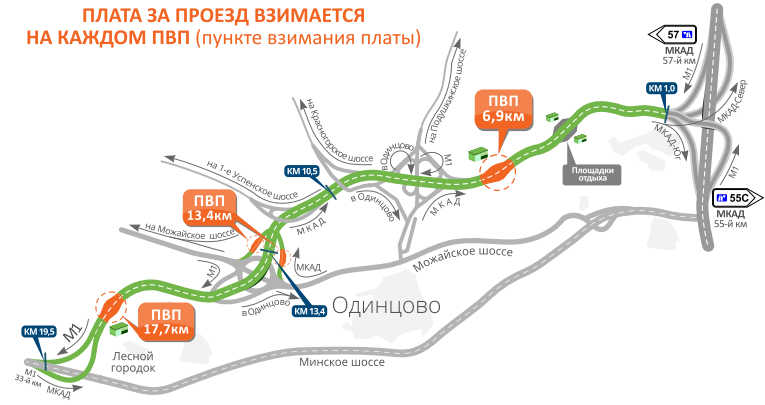 ПЛАТА ЗА ПРОЕЗД ВЗИМАЕТСЯ
НА КАЖДОМ ПВП (пункте взимания платы)
57
МКАД
57-й км
М1
КМ 1,0
МКАД-Север
МКАД-Юг
М1
55С
МКАД
55-й км
ПВП
6,9км
Площадки
отдыха
на Подушкинское шоссе
на Красногорское шоссе
в Одинцово
М1
МКАД
в Одинцово
КМ 10,5
на 1-е Успенское шоссе
МКАД
ПВП
13,4км
на Можайское шоссе
М1
МКАД
в Одинцово
КМ 13,4
Можайское шоссе
Одинцово
ПВП
17,7км
КМ 19,5
М1
Лесной
городок
М1
33-й км
МКАД
Минское шоссе